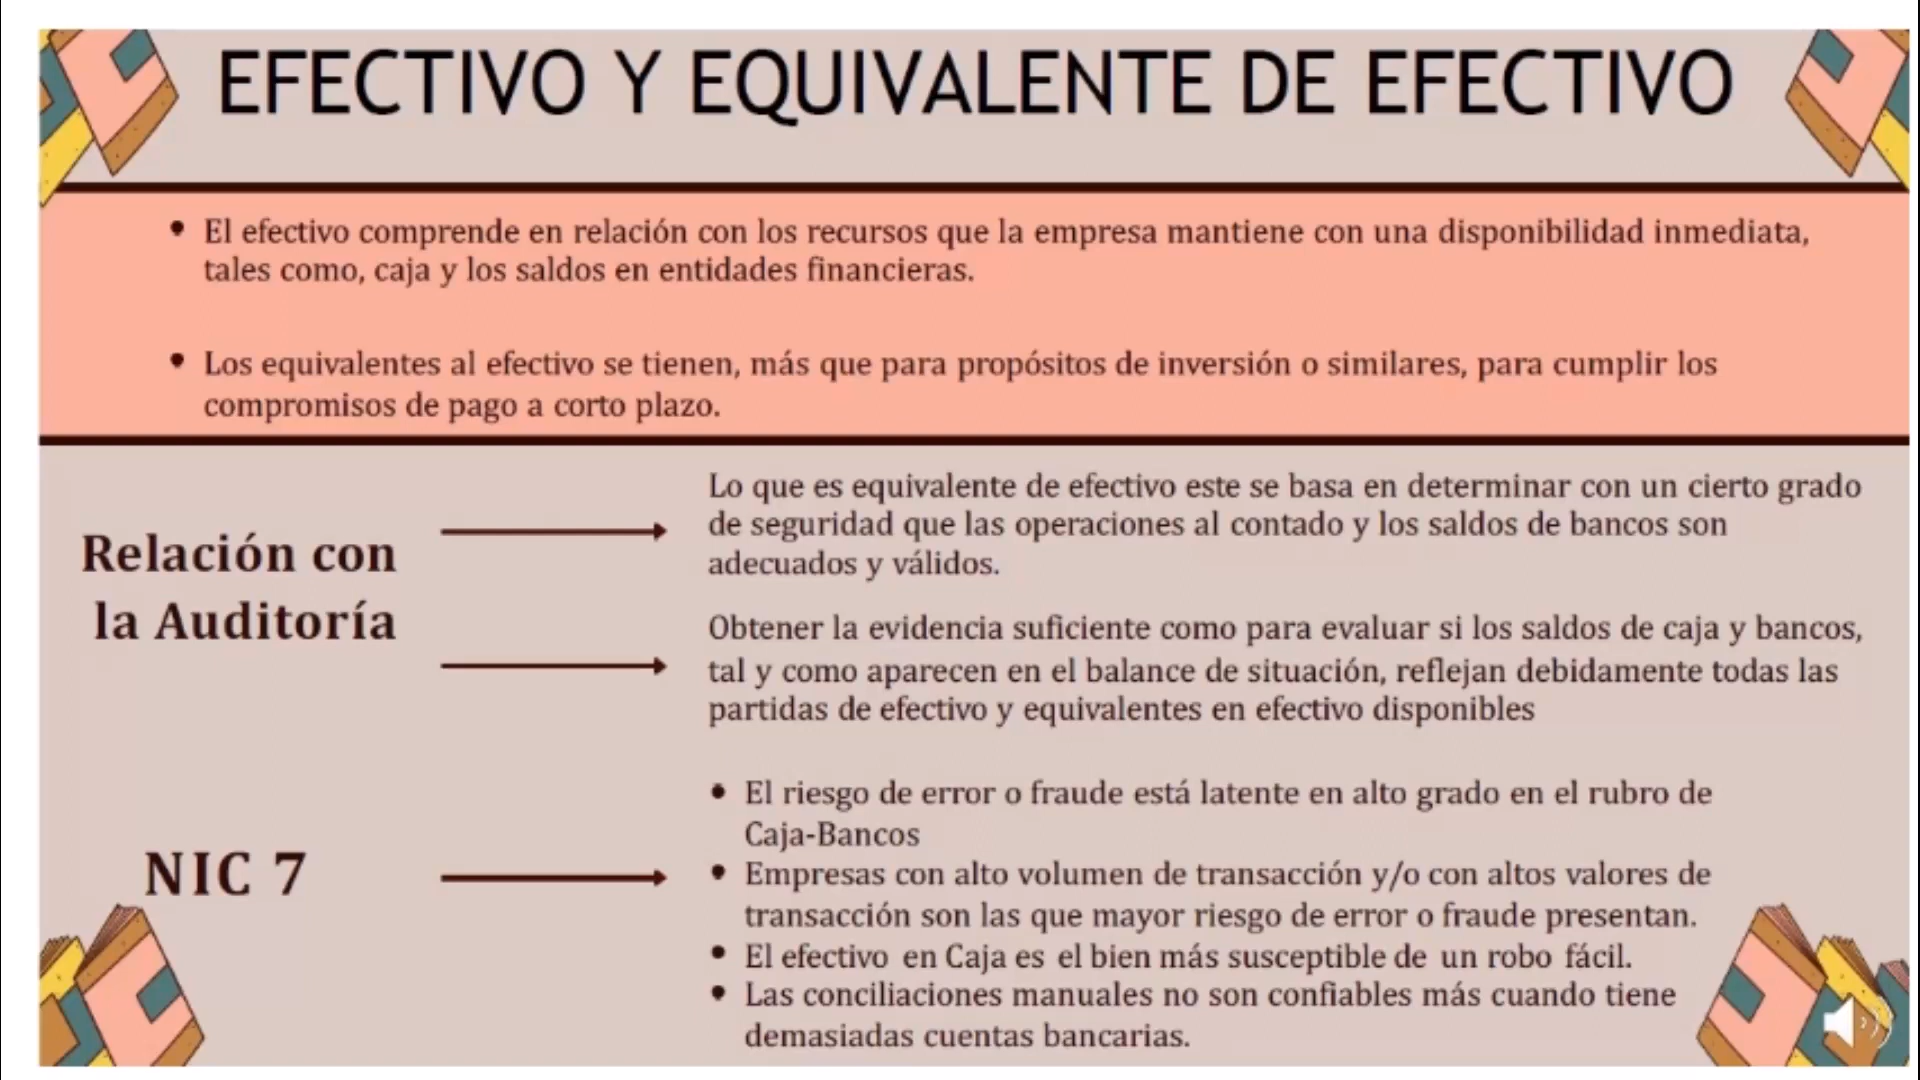 EFECTIVO Y EQUIVALENTE DE EFECTIVO
• El efectivo comprende en relación con los recursos que la empresa mantiene con una disponibilidad inmediata,
tales como, caja y los saldos en entidades financieras.
• Los equivalentes al efectivo se tienen, más que para propósitos de inversión o similares, para cumplir los
compromisos de pago a corto plazo.
Relación con
la Auditoría
Lo que es equivalente de efectivo este se basa en determinar con un cierto grado
de seguridad que las operaciones al contado y los saldos de bancos son
adecuados y válidos.
Obtener la evidencia suficiente como para evaluar si los saldos de caja y bancos,
tal y como aparecen en el balance de situación, reflejan debidamente todas las
partidas de efectivo y equivalentes en efectivo disponibles
NIC 7
• El riesgo de error o fraude está latente en alto grado en el rubro de
Caja-Bancos
• Empresas con alto volumen de transacción y/o con altos valores de
transacción son las que mayor riesgo de error o fraude presentan.
• El efectivo en Caja es el bien más susceptible de un robo fácil.
• Las conciliaciones manuales no son confiables más cuando tiene
demasiadas cuentas bancarias.